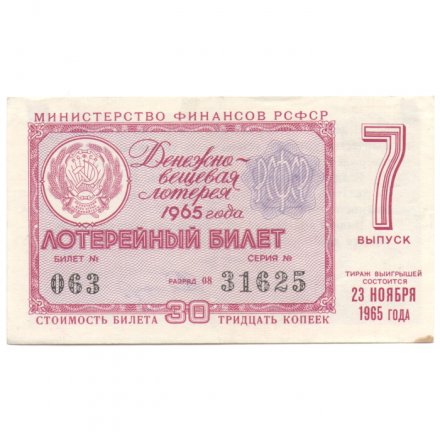 МИНИСТЕРСТВО ФИНАНСОВ РСФСР
Денежно-
вещевая
лотерея
1965 года
РСФСР
ЛОТЕРЕЙНЫЙ БИЛЕТ
БИЛЕТ № СЕРИЯ №
063 РАЗРЯД 08 31625
СТОИМОСТЬ БИЛЕТА 30 ТРИДЦАТЬ КОПЕЕК
7
ВЫПУСК
ТИРАЖ ВЫИГРЫШЕЙ
СОСТОИТСЯ
23 НОЯБРЯ
1965 ГОДА